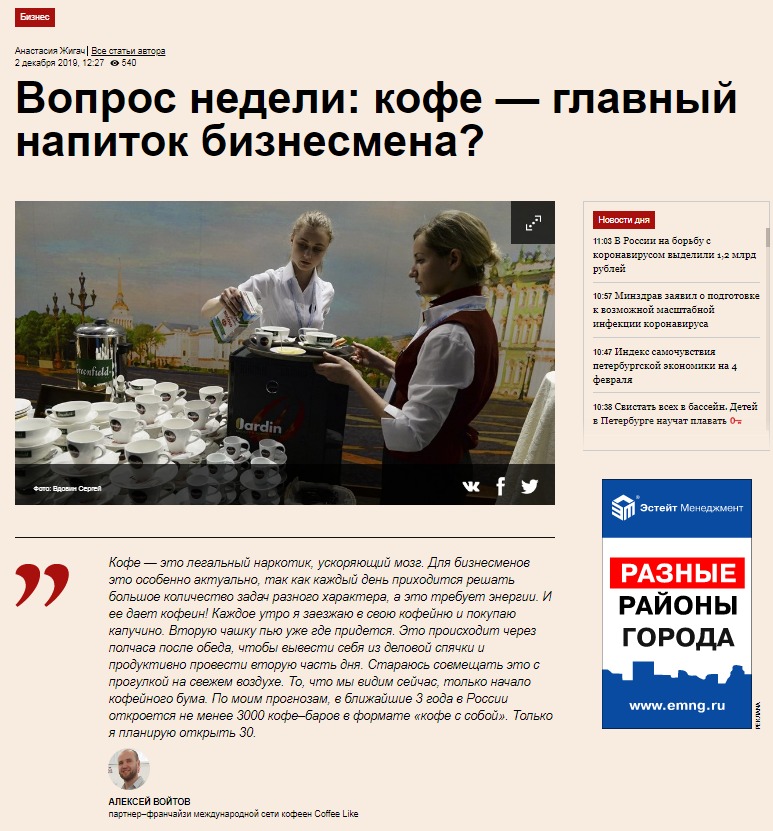 Бизнес
Анастасия Жигач| Все статьи автора
2 декабря 2019, 12:27 540
Вопрос недели: кофе — главный
напиток бизнесмена?
Greenfield
Jardin
Фото: Вдовин Сергей
Новости дня
11:03 В России на борьбу с
коронавирусом выделили 1,2 млрд
рублей
10:57 Минздрав заявил о подготовке
к возможной масштабной
инфекции коронавируса
10:47 Индекс самочувствия
петербургской экономики на 4
февраля
10:38 Свистать всех в бассейн. Детей
в Петербурге научат плавать
Эстейт Менеджмент
РАЗНЫЕ
РАЙОНЫ
ГОРОДА
www.emng.ru
РЕКЛАМА
Кофе — это легальный наркотик, ускоряющий мозг. Для бизнесменов
это особенно актуально, так как каждый день приходится решать
большое количество задач разного характера, а это требует энергии. И
ее дает кофеин! Каждое утро я заезжаю в свою кофейню и покупаю
капучино. Вторую чашку пью уже где придется. Это происходит через
полчаса после обеда, чтобы вывести себя из деловой спячки и
продуктивно провести вторую часть дня. Стараюсь совмещать это с
прогулкой на свежем воздухе. То, что мы видим сейчас, только начало
кофейного бума. По моим прогнозам, в ближайшие 3 года в России
откроется не менее 3000 кофе–баров в формате «кофе с собой». Только
я планирую открыть 30.
АЛЕКСЕЙ ВОЙТОВ
партнер–франчайзи международной сети кофеен Coffee Like